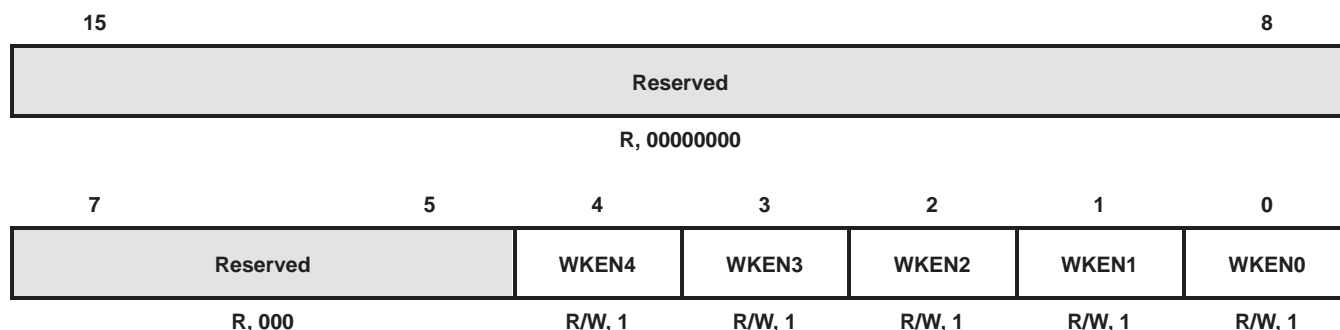 15 8
Reserved
R, 00000000
7 5 4 3 2 1 0
Reserved WKEN4 WKEN3 WKEN2 WKEN1 WKEN0
R, 000 R/W, 1 R/W, 1 R/W, 1 R/W, 1 R/W, 1